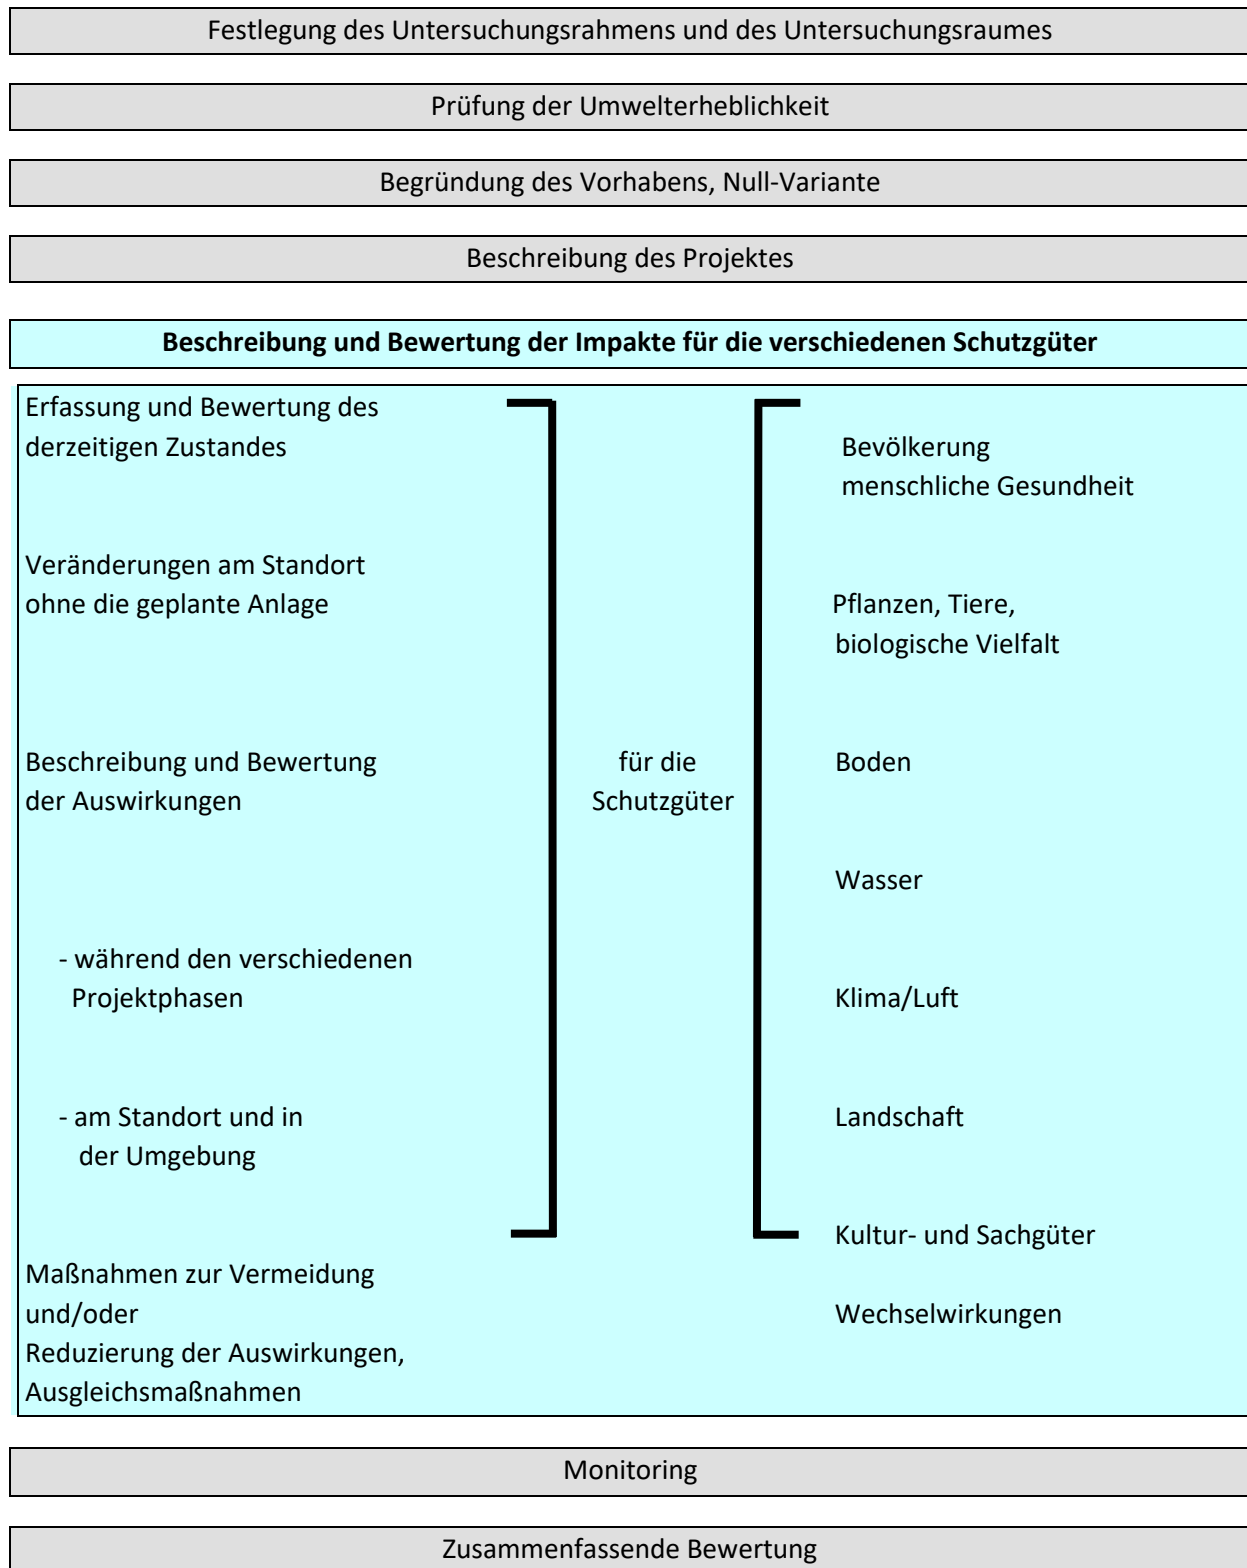 Festlegung des Untersuchungsrahmens und des Untersuchungsraumes
Prüfung der Umwelterheblichkeit
Begründung des Vorhabens, Null-Variante
Beschreibung des Projektes
Beschreibung und Bewertung der Impakte für die verschiedenen Schutzgüter
Erfassung und Bewertung des
derzeitigen Zustandes
Veränderungen am Standort
ohne die geplante Anlage
Beschreibung und Bewertung
der Auswirkungen
- während den verschiedenen
Projektphasen
- am Standort und in
der Umgebung
Maßnahmen zur Vermeidung
und/oder
Reduzierung der Auswirkungen,
Ausgleichsmaßnahmen
für die
Schutzgüter
Bevölkerung
menschliche Gesundheit
Pflanzen, Tiere,
biologische Vielfalt
Boden
Wasser
Klima/Luft
Landschaft
Kultur- und Sachgüter
Wechselwirkungen
Monitoring
Zusammenfassende Bewertung